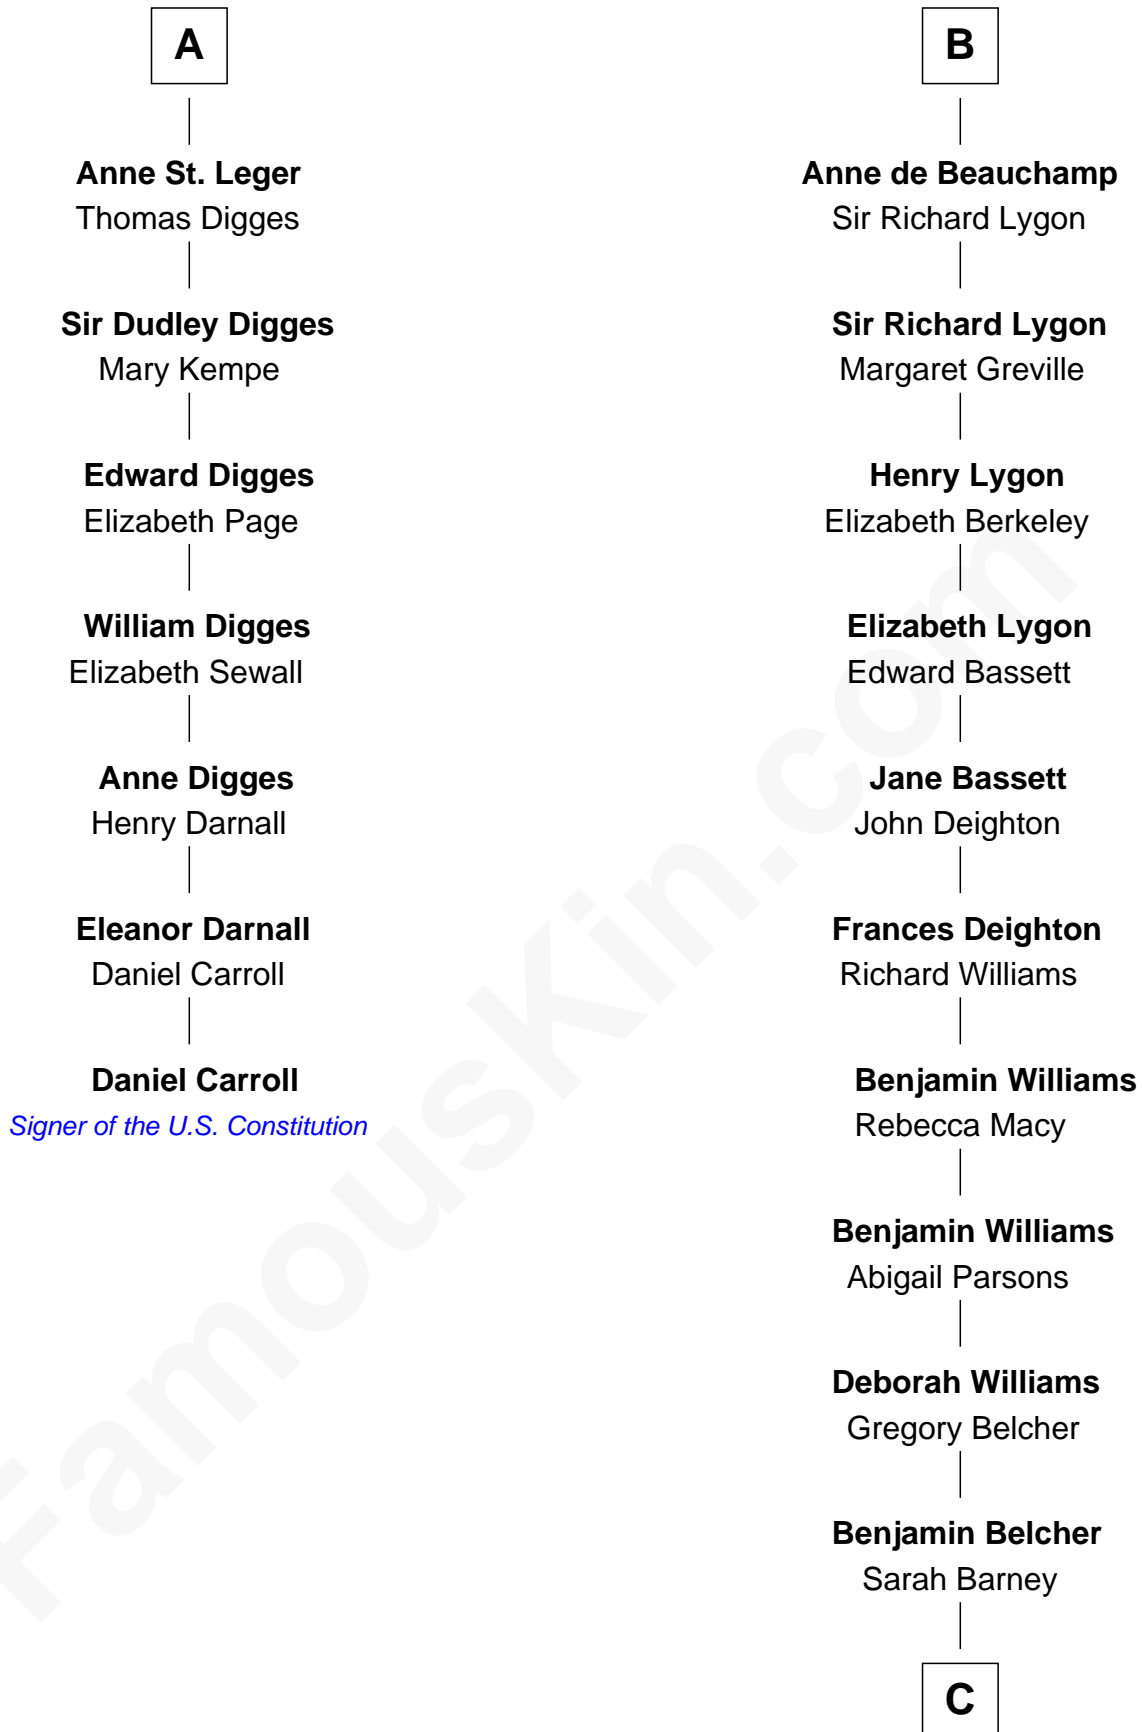 A
Anne St. Leger
Thomas Digges
Sir Dudley Digges
Mary Kempe
Edward Digges
Elizabeth Page
William Digges
Elizabeth Sewall
Anne Digges
Henry Darnall
Eleanor Darnall
Daniel Carroll
Daniel Carroll
Signer of the U.S. Constitution
B
Anne de Beauchamp
Sir Richard Lygon
Sir Richard Lygon
Margaret Greville
Henry Lygon
Elizabeth Berkeley
Elizabeth Lygon
Edward Bassett
Jane Bassett
John Deighton
Frances Deighton
Richard Williams
Benjamin Williams
Rebecca Macy
Benjamin Williams
Abigail Parsons
Deborah Williams
Gregory Belcher
Benjamin Belcher
Sarah Barney
C
FamousKin.com